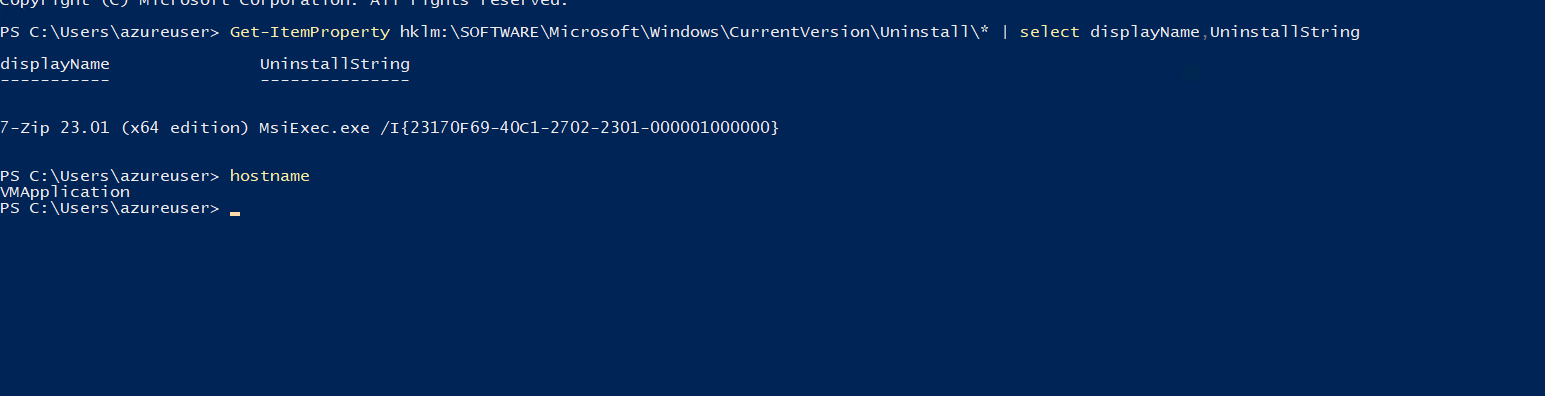 Copyright (C) Microsoft Corporation. All rights reserved.
PS C:\Users\azureuser> Get-ItemProperty hklm:\SOFTWARE\Microsoft\Windows\CurrentVersion\Uninstall\* | select displayName,UninstallString
displayName                    UninstallString
-----------                    ---------------
7-Zip 23.01 (x64 edition) MsiExec.exe /I{23170F69-40C1-2702-2301-000001000000}
PS C:\Users\azureuser> hostname
VMApplication
PS C:\Users\azureuser>